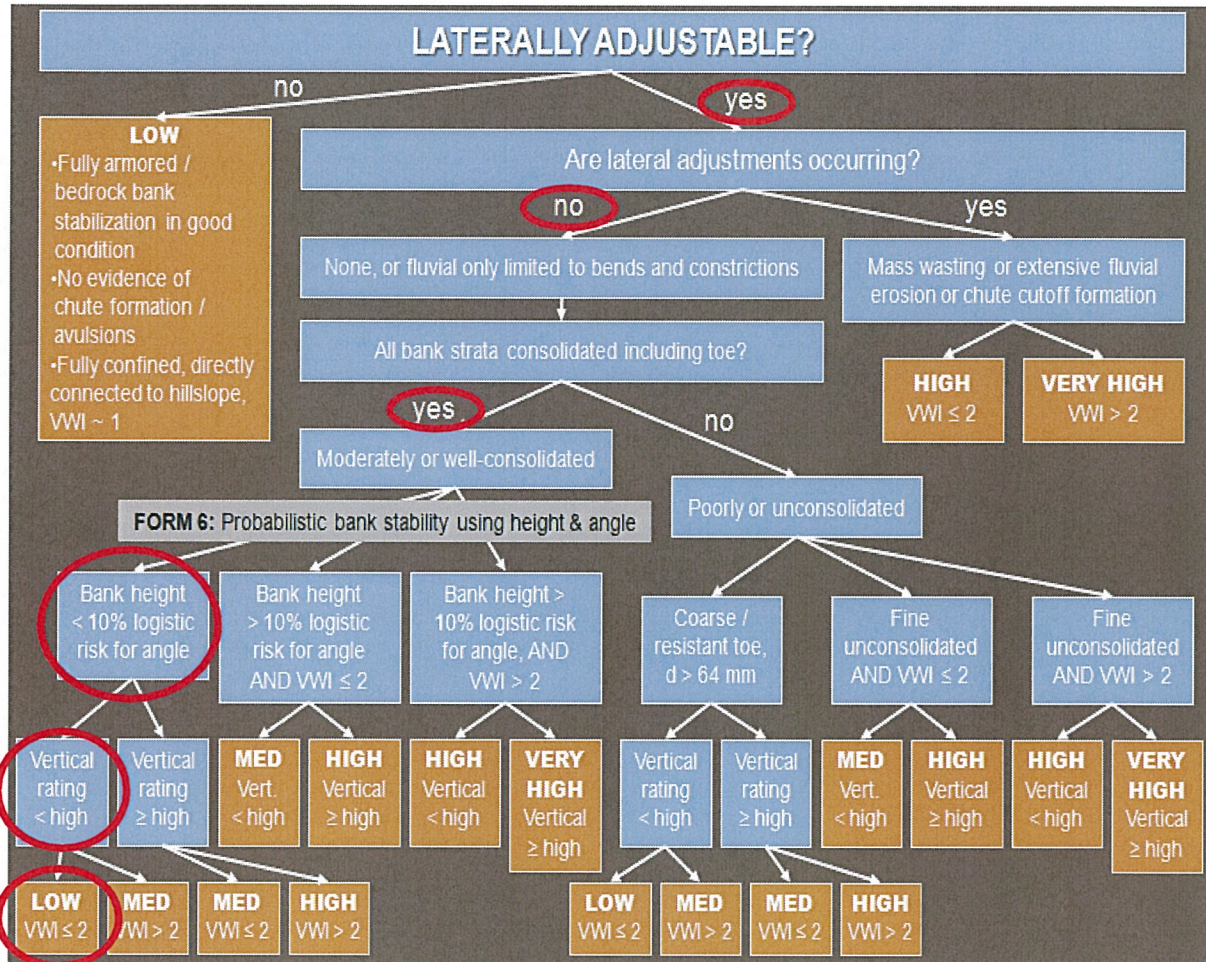 LATERALLY ADJUSTABLE?
no
yes
LOW
•Fully armored /
bedrock bank
stabilization in good
condition
•No evidence of
chute formation /
avulsions
•Fully confined, directly
connected to hillslope,
VWI ~ 1
Are lateral adjustments occurring?
no
yes
None, or fluvial only limited to bends and constrictions
Mass wasting or extensive fluvial
erosion or chute cutoff formation
All bank strata consolidated including toe?
HIGH
VWI ≤ 2
VERY HIGH
VWI > 2
yes
no
Moderately or well-consolidated
Poorly or unconsolidated
FORM 6: Probabilistic bank stability using height & angle
Bank height
< 10% logistic
risk for angle
Bank height
> 10% logistic
risk for angle
AND VWI ≤ 2
Bank height >
10% logistic risk
for angle, AND
VWI > 2
Coarse /
resistant toe,
d > 64 mm
Fine
unconsolidated
AND VWI ≤ 2
Fine
unconsolidated
AND VWI > 2
Vertical
rating
< high
Vertical
rating
≥ high
MED
Vert.
< high
HIGH
Vertical
≥ high
HIGH
Vertical
< high
VERY
HIGH
Vertical
≥ high
Vertical
rating
< high
Vertical
rating
≥ high
MED
Vert.
< high
HIGH
Vertical
≥ high
HIGH
Vertical
< high
VERY
HIGH
Vertical
≥ high
LOW
VWI ≤ 2
MED
VWI > 2
MED
VWI ≤ 2
HIGH
VWI > 2
LOW
VWI ≤ 2
MED
VWI > 2
MED
VWI ≤ 2
HIGH
VWI > 2